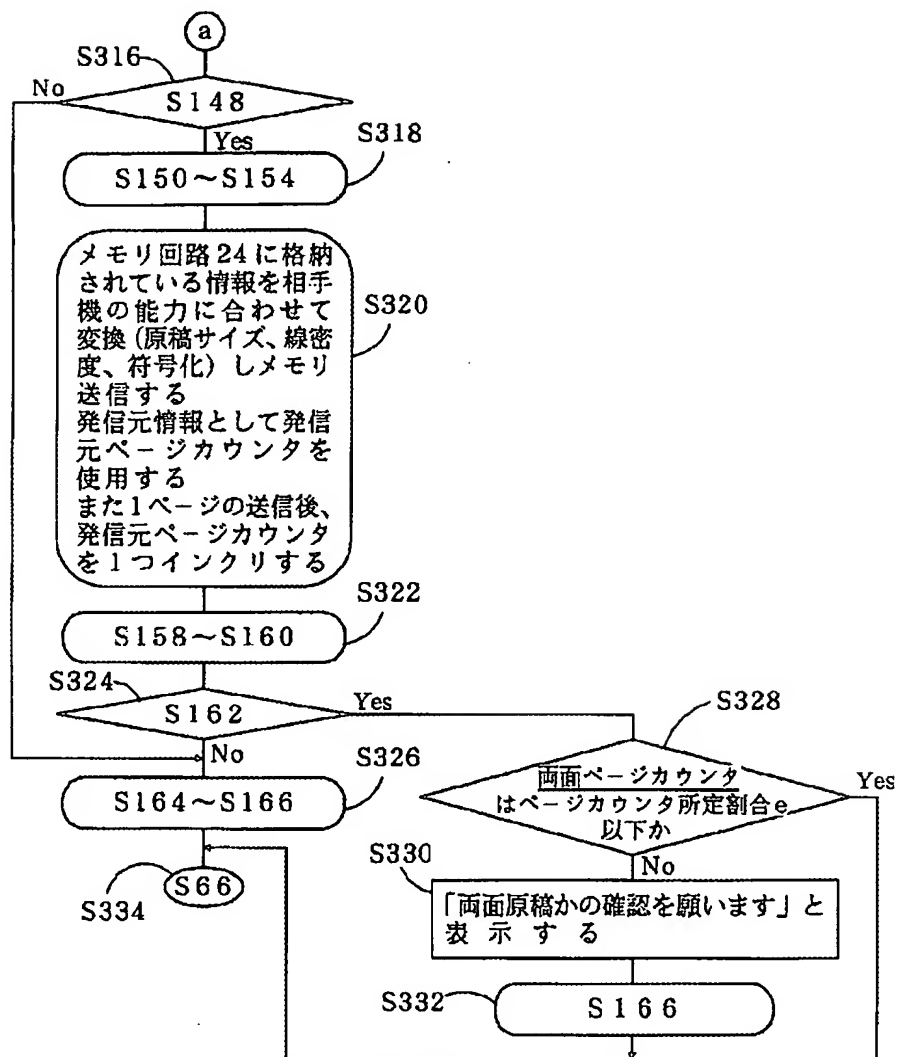 a
S316
No
S148
Yes
S318
S150～S154
メモリ回路24に格納
されている情報を相手
機の能力に合わせて
変換(原稿サイズ、線密
度、符号化)しメモリ
送信する
発信元情報として発信
元ページカウンタを
使用する
また1ページの送信後、
発信元ページカウンタ
を1つインクリする
S320
S322
S158～S160
S324
S162
Yes
No
S326
S164～S166
S66
S334
S328
両面ページカウンタ
はページカウンタ所定割合e
以下か
Yes
No
S330
「両面原稿かの確認を願います」と
表示する
S332
S166